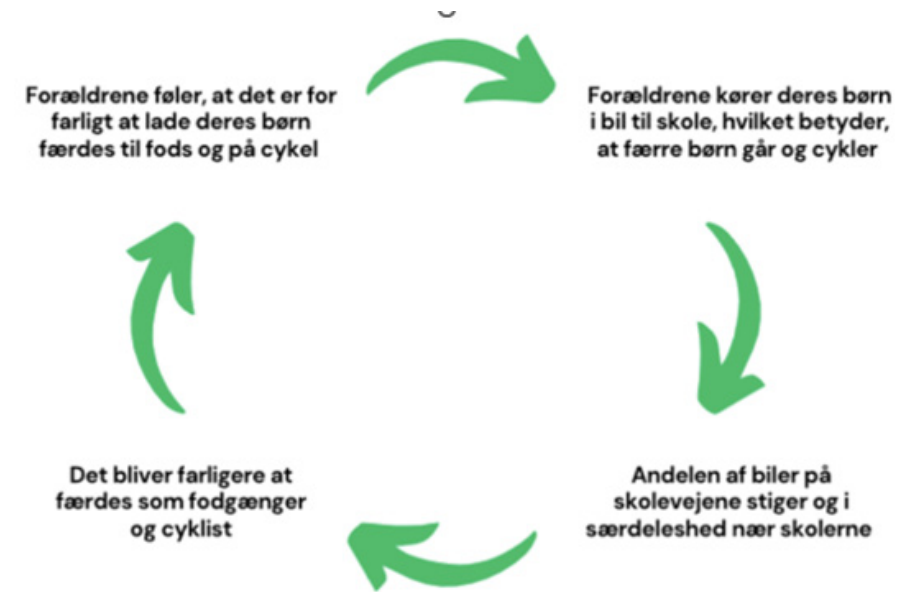 Forældrene føler, at det er for
farligt at lade deres børn
færdes til fods og på cykel
Forældrene kører deres børn
i bil til skole, hvilket betyder,
at færre børn går og cykler
Andelen af biler på
skolevejene stiger og i
særdeleshed nær skolerne
Det bliver farligere at
færdes som fodgænger
og cyklist